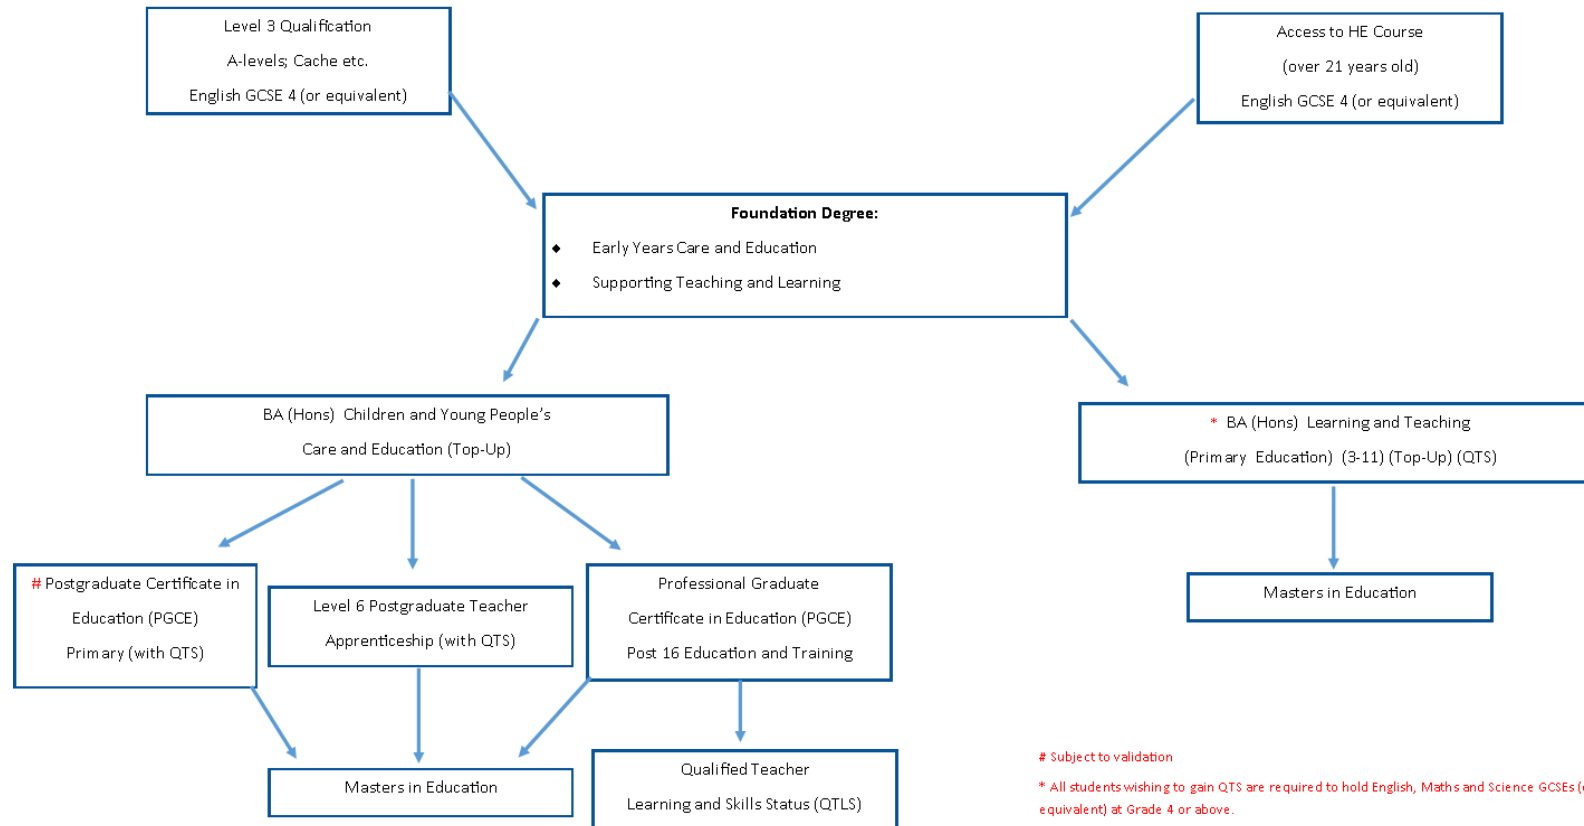 Level 3 Qualification
A-levels; Cache etc.
English GCSE 4 (or equivalent)
Access to HE Course
(over 21 years old)
English GCSE 4 (or equivalent)
Foundation Degree:
◆ Early Years Care and Education
◆ Supporting Teaching and Learning
BA (Hons) Children and Young People’s
Care and Education (Top-Up)
* BA (Hons) Learning and Teaching
(Primary Education) (3-11) (Top-Up) (QTS)
# Postgraduate Certificate in
Education (PGCE)
Primary (with QTS)
Level 6 Postgraduate Teacher
Apprenticeship (with QTS)
Professional Graduate
Certificate in Education (PGCE)
Post 16 Education and Training
Masters in Education
Masters in Education
Qualified Teacher
Learning and Skills Status (QTLS)
# Subject to validation
* All students wishing to gain QTS are required to hold English, Maths and Science GCSEs
equivalent) at Grade 4 or above.